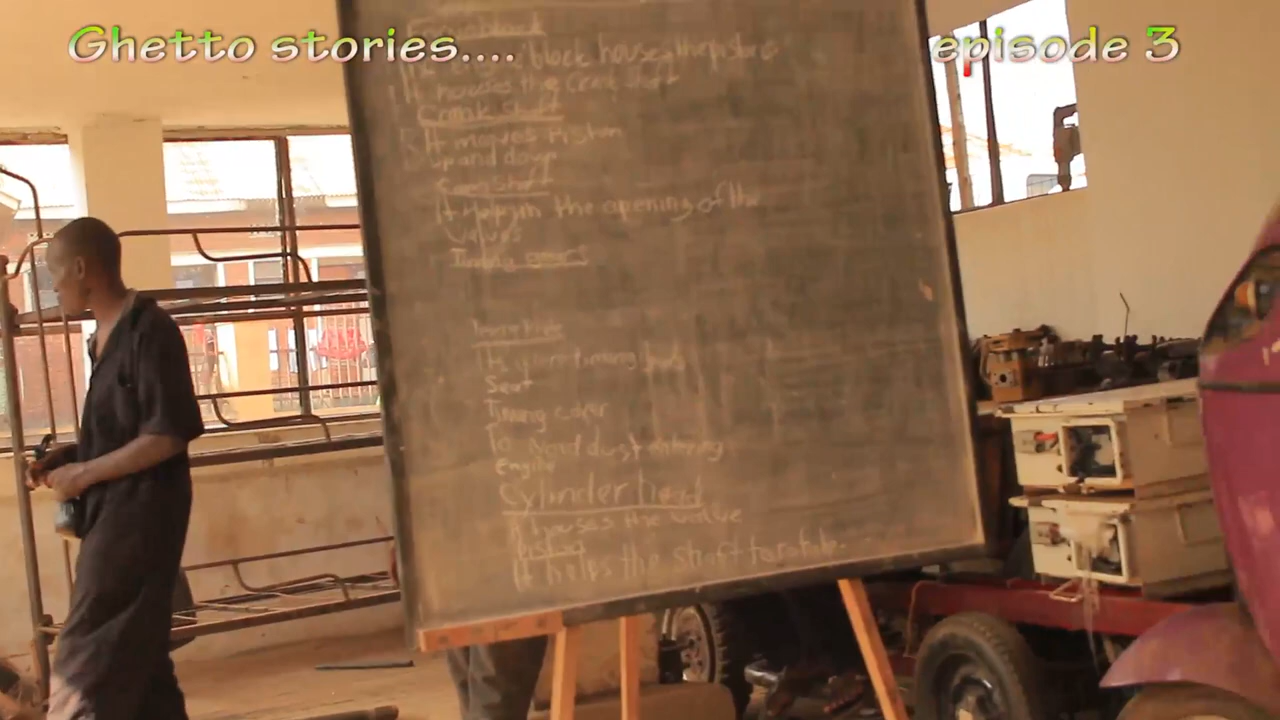 Ghetto stories.... episode 3
block houses the piston
It houses the Crank shaft
Crank shaft
It moves Piston
up and down
Cam shaft
It helps in the opening of the
valves
Timing gears
Seat
Timing cover
To avoid dust entering
engine
Cylinder head
It houses the valve
piston
It helps the shaft to rotate.